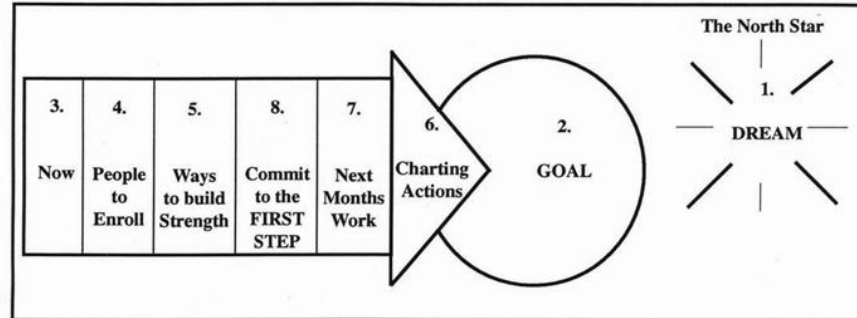 The North Star
1.
DREAM
3.
Now
4.
People
to
Enroll
5.
Ways
to build
Strength
8.
Commit
to the
FIRST
STEP
7.
Next
Months
Work
6.
Charting
Actions
2.
GOAL